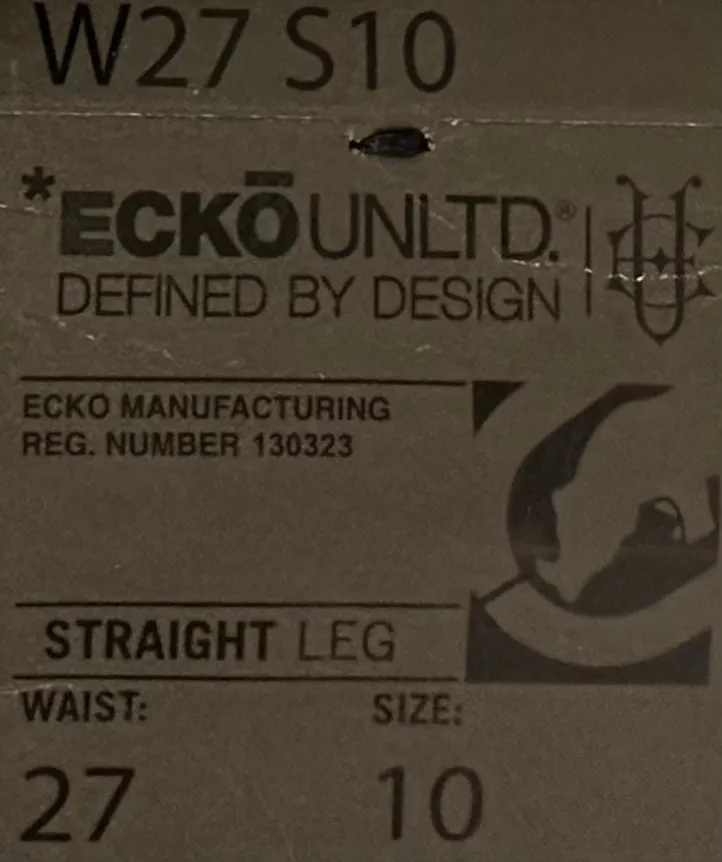 W27 S10
*ECKŌ UNLTD.®
DEFINED BY DESIGN
ECKO MANUFACTURING
REG. NUMBER 130323
STRAIGHT LEG
WAIST: SIZE:
27 10